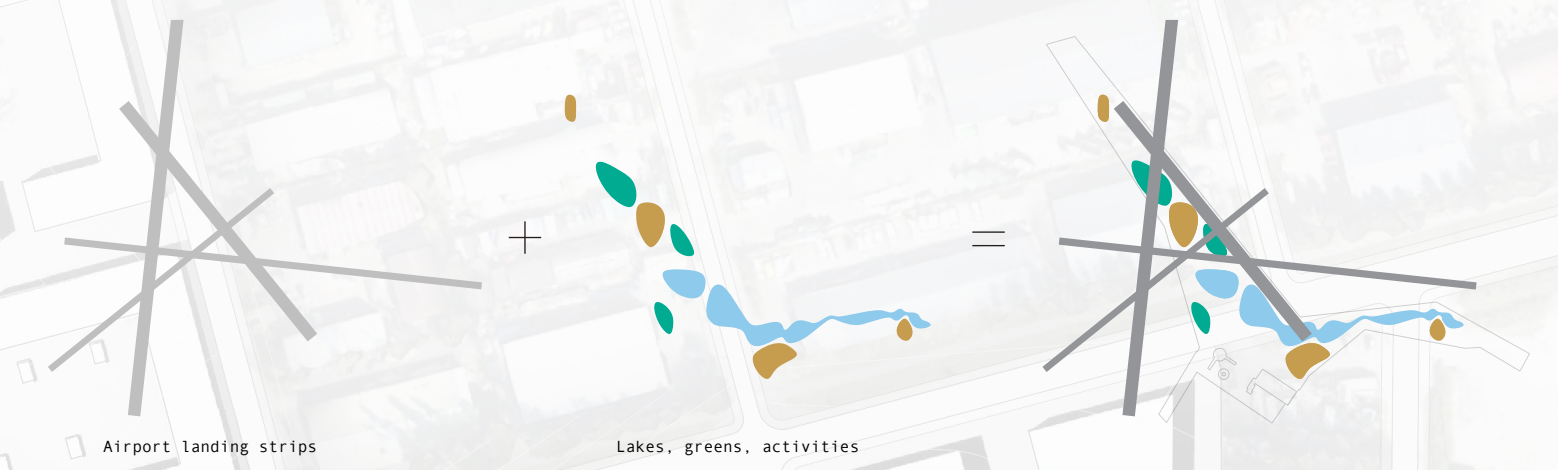 Airport landing strips
Lakes, greens, activities